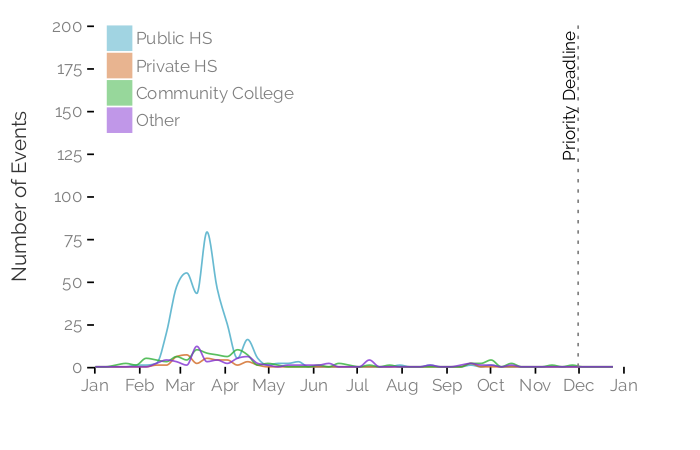 Number of Events
200
175
150
125
100
75
50
25
0
Public HS
Private HS
Community College
Other
Priority Deadline
Jan Feb Mar Apr May Jun Jul Aug Sep Oct Nov Dec Jan